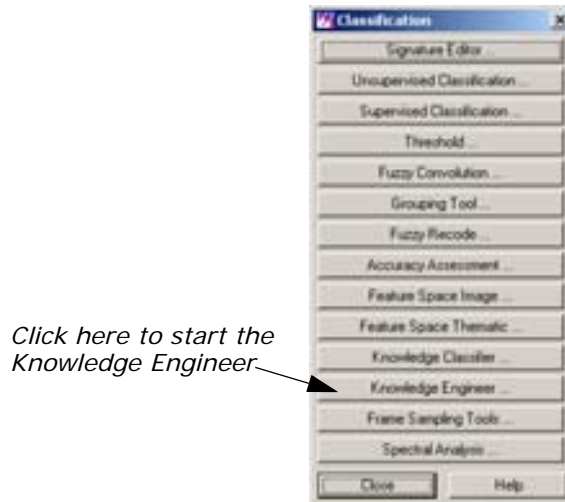 Classification
Signature Editor ...
Unsupervised Classification ...
Supervised Classification ...
Threshold ...
Fuzzy Convolution ...
Grouping Tool ...
Fuzzy Recode ...
Accuracy Assessment ...
Feature Space Image ...
Feature Space Thematic ...
Knowledge Classifier ...
Click here to start the
Knowledge Engineer
Knowledge Engineer ...
Frame Sampling Tools ...
Spectral Analysis ...
Close Help